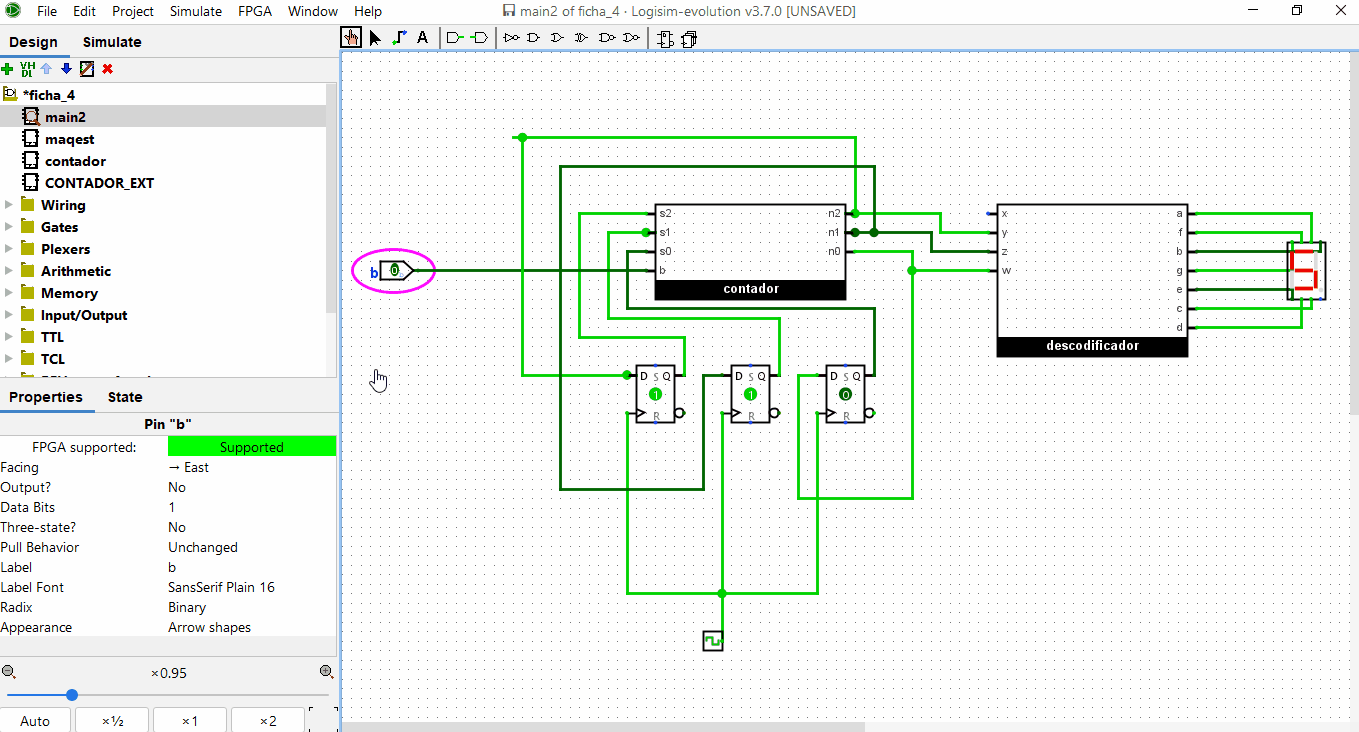 File Edit Project Simulate FPGA Window Help
main2 of ficha_4 · Logisim-evolution v3.7.0 [UNSAVED]
Design Simulate
A
VH
DL
*ficha_4
main2
maqest
contador
CONTADOR_EXT
Wiring
Gates
Plexers
Arithmetic
Memory
Input/Output
TTL
TCL
Properties State
Pin "b"
FPGA supported: Supported
Facing → East
Output? No
Data Bits 1
Three-state? No
Pull Behavior Unchanged
Label b
Label Font SansSerif Plain 16
Radix Binary
Appearance Arrow shapes
×0.95
Auto ×½ ×1 ×2
s2 n2
s1 n1
s0 n0
b
contador
b 0
x a
y f
z b
w g
e
c
d
descodificador
D S Q
1
R
D S Q
1
R
D S Q
0
R